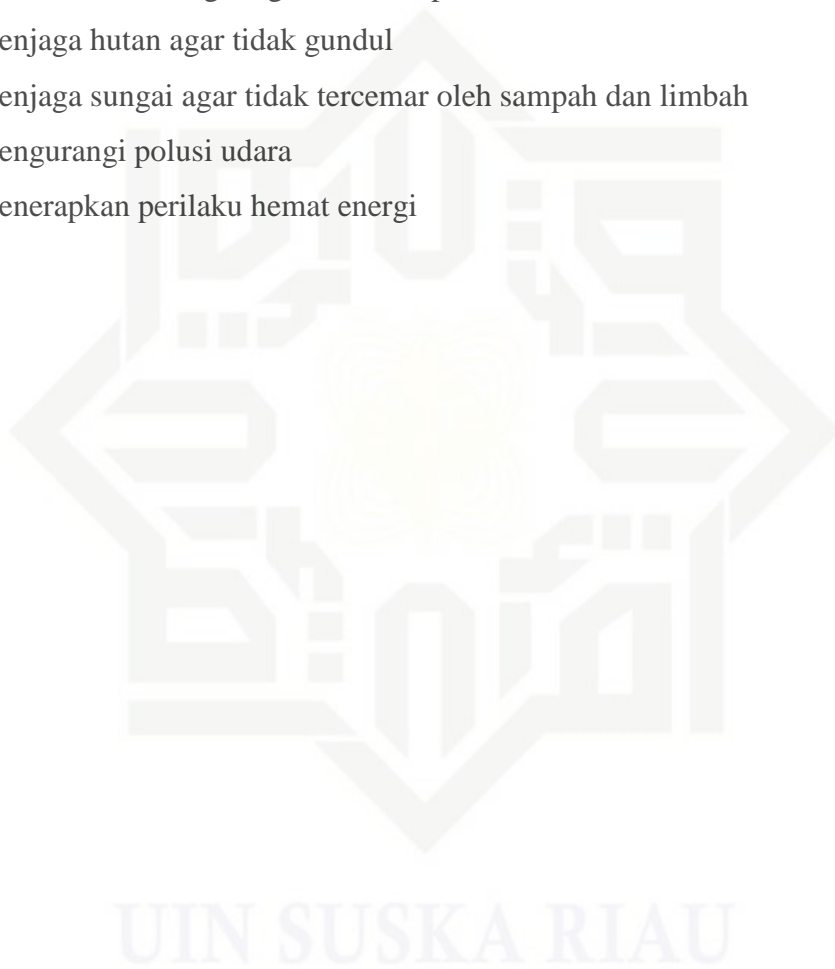 enjaga hutan agar tidak gundul
enjaga sungai agar tidak tercemar oleh sampah dan limbah
engurangi polusi udara
enerapkan perilaku hemat energi
UIN SUSKA RIAU